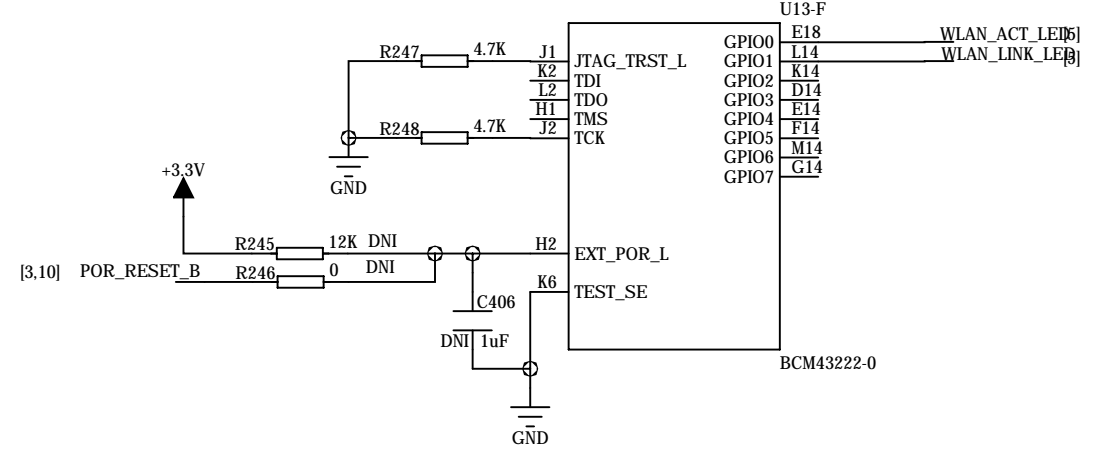 U13-F
R247 4.7K J1 JTAG_TRST_L GPIO0 E18 WLAN_ACT_LED [5]
K2 TDI GPIO1 L14 WLAN_LINK_LED [3]
L2 TDO GPIO2 K14
H1 TMS GPIO3 D14
R248 4.7K J2 TCK GPIO4 E14
GPIO5 F14
GPIO6 M14
GPIO7 G14
GND
+3.3V
R245 12K DNI H2 EXT_POR_L
[3,10] POR_RESET_B R246 0 DNI
K6 TEST_SE
C406
DNI 1uF
BCM43222-0
GND